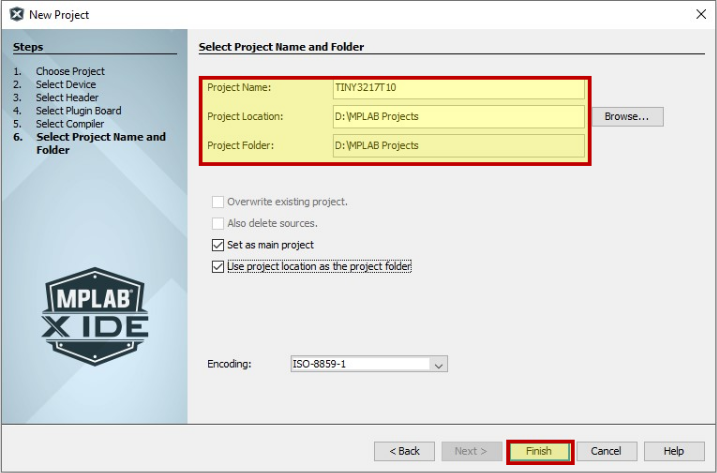 New Project
Steps
1. Choose Project
2. Select Device
3. Select Header
4. Select Plugin Board
5. Select Compiler
6. Select Project Name and
Folder
MPLAB®
X IDE
Select Project Name and Folder
Project Name: TINY3217T10
Project Location: D:\MPLAB Projects Browse...
Project Folder: D:\MPLAB Projects
Overwrite existing project.
Also delete sources.
Set as main project
Use project location as the project folder
Encoding: ISO-8859-1
< Back Next > Finish Cancel Help